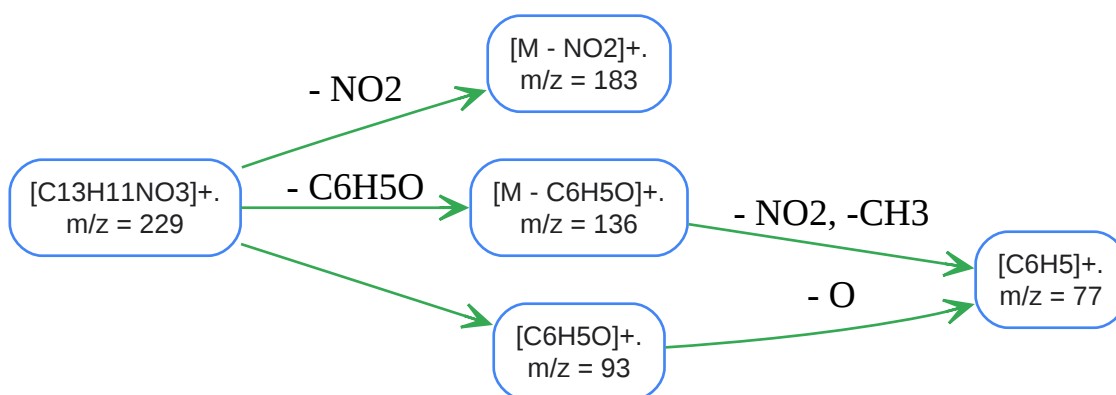 [M - NO2]+.
m/z = 183
- NO2
[C13H11NO3]+.
m/z = 229
- C6H5O
[M - C6H5O]+.
m/z = 136
- NO2, -CH3
[C6H5]+.
m/z = 77
- O
[C6H5O]+.
m/z = 93